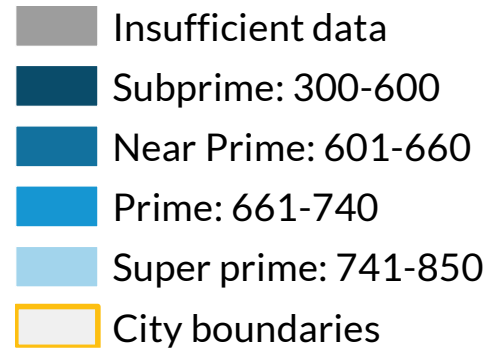 Insufficient data
Subprime: 300-600
Near Prime: 601-660
Prime: 661-740
Super prime: 741-850
City boundaries